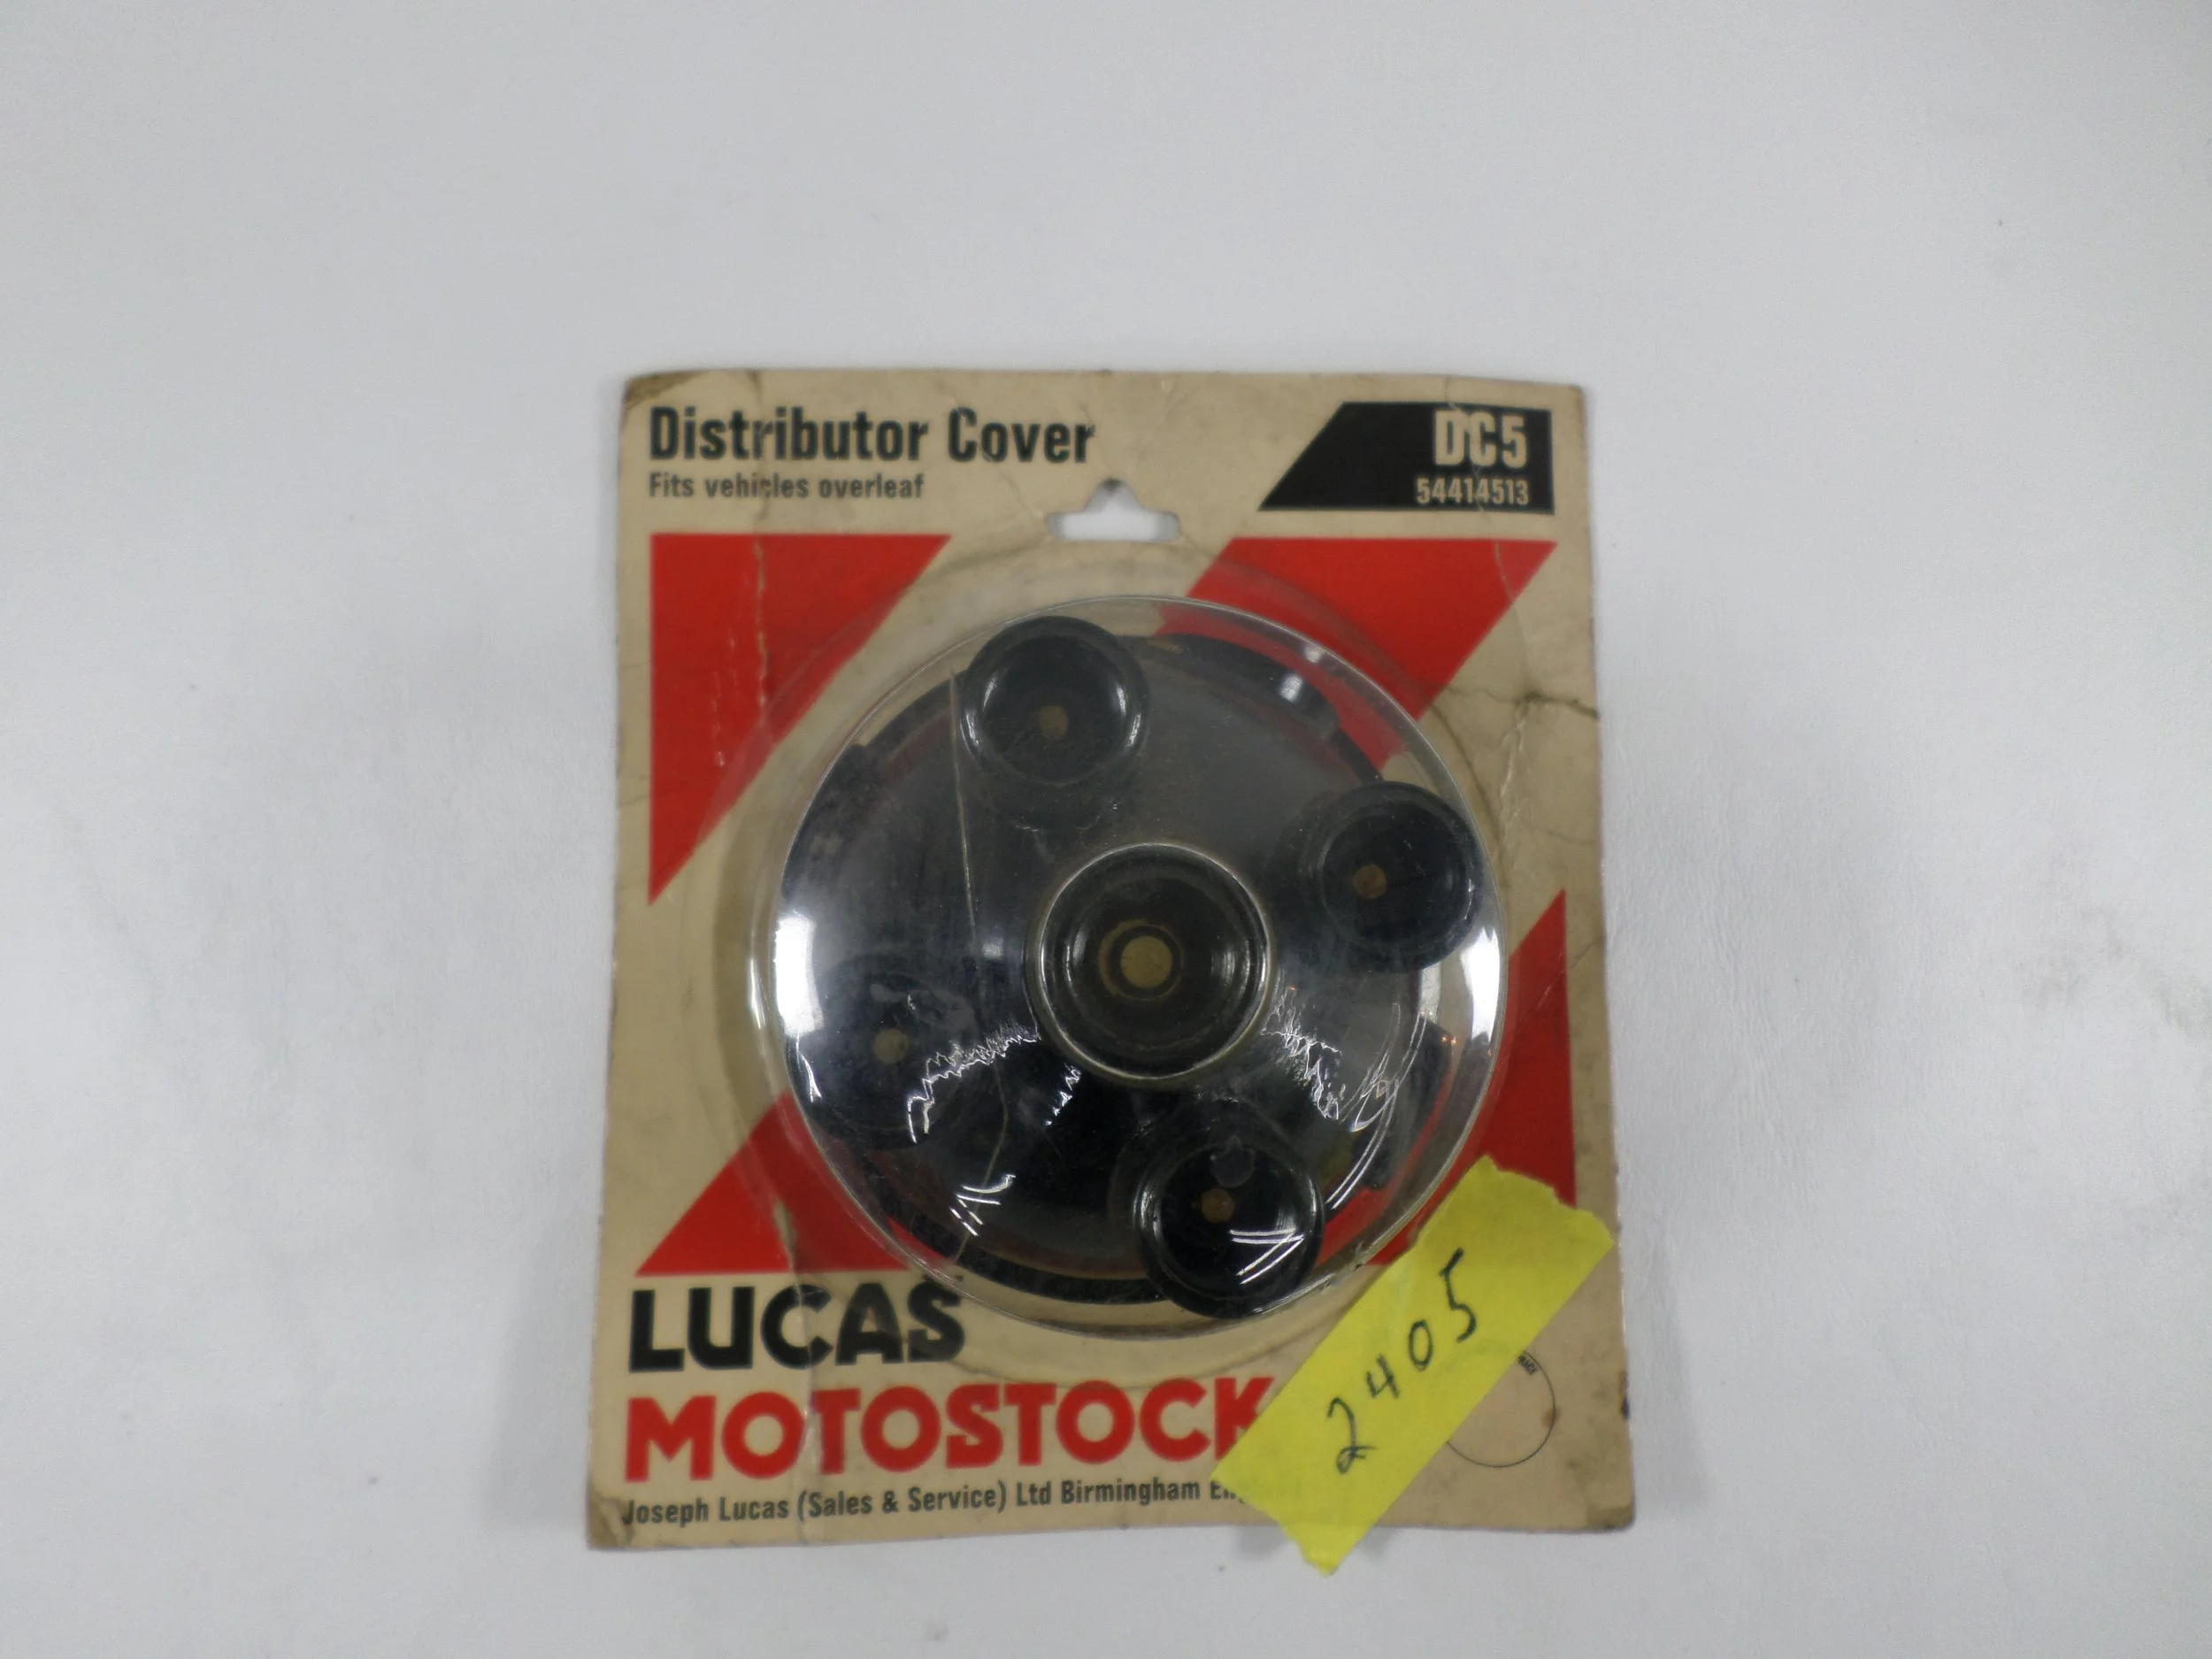 Distributor Cover
Fits vehicles overleaf
DC5
54414513
LUCAS
MOTOSTOCK
Joseph Lucas (Sales & Service) Ltd Birmingham
2405